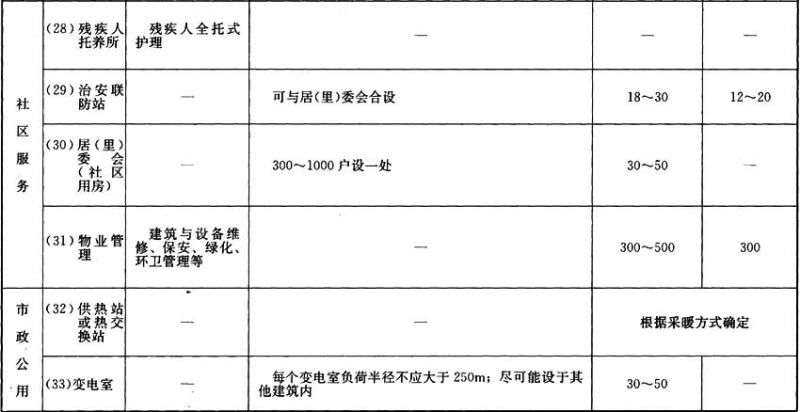 社区服务
(28)残疾人
托养所
残疾人全托式
护理
—
—
—
(29)治安联
防站
—
可与居(里)委会合设
18～30
12～20
(30)居(里)
委会
(社区
用房)
—
300～1000户设一处
30～50
—
(31)物业管
理
建筑与设备维
修、保安、绿化、
环卫管理等
—
300～500
300
市政公用
(32)供热站
或热交
换站
—
—
根据采暖方式确定
(33)变电室
—
每个变电室负荷半径不应大于250m；尽可能设于其
他建筑内
30～50
—